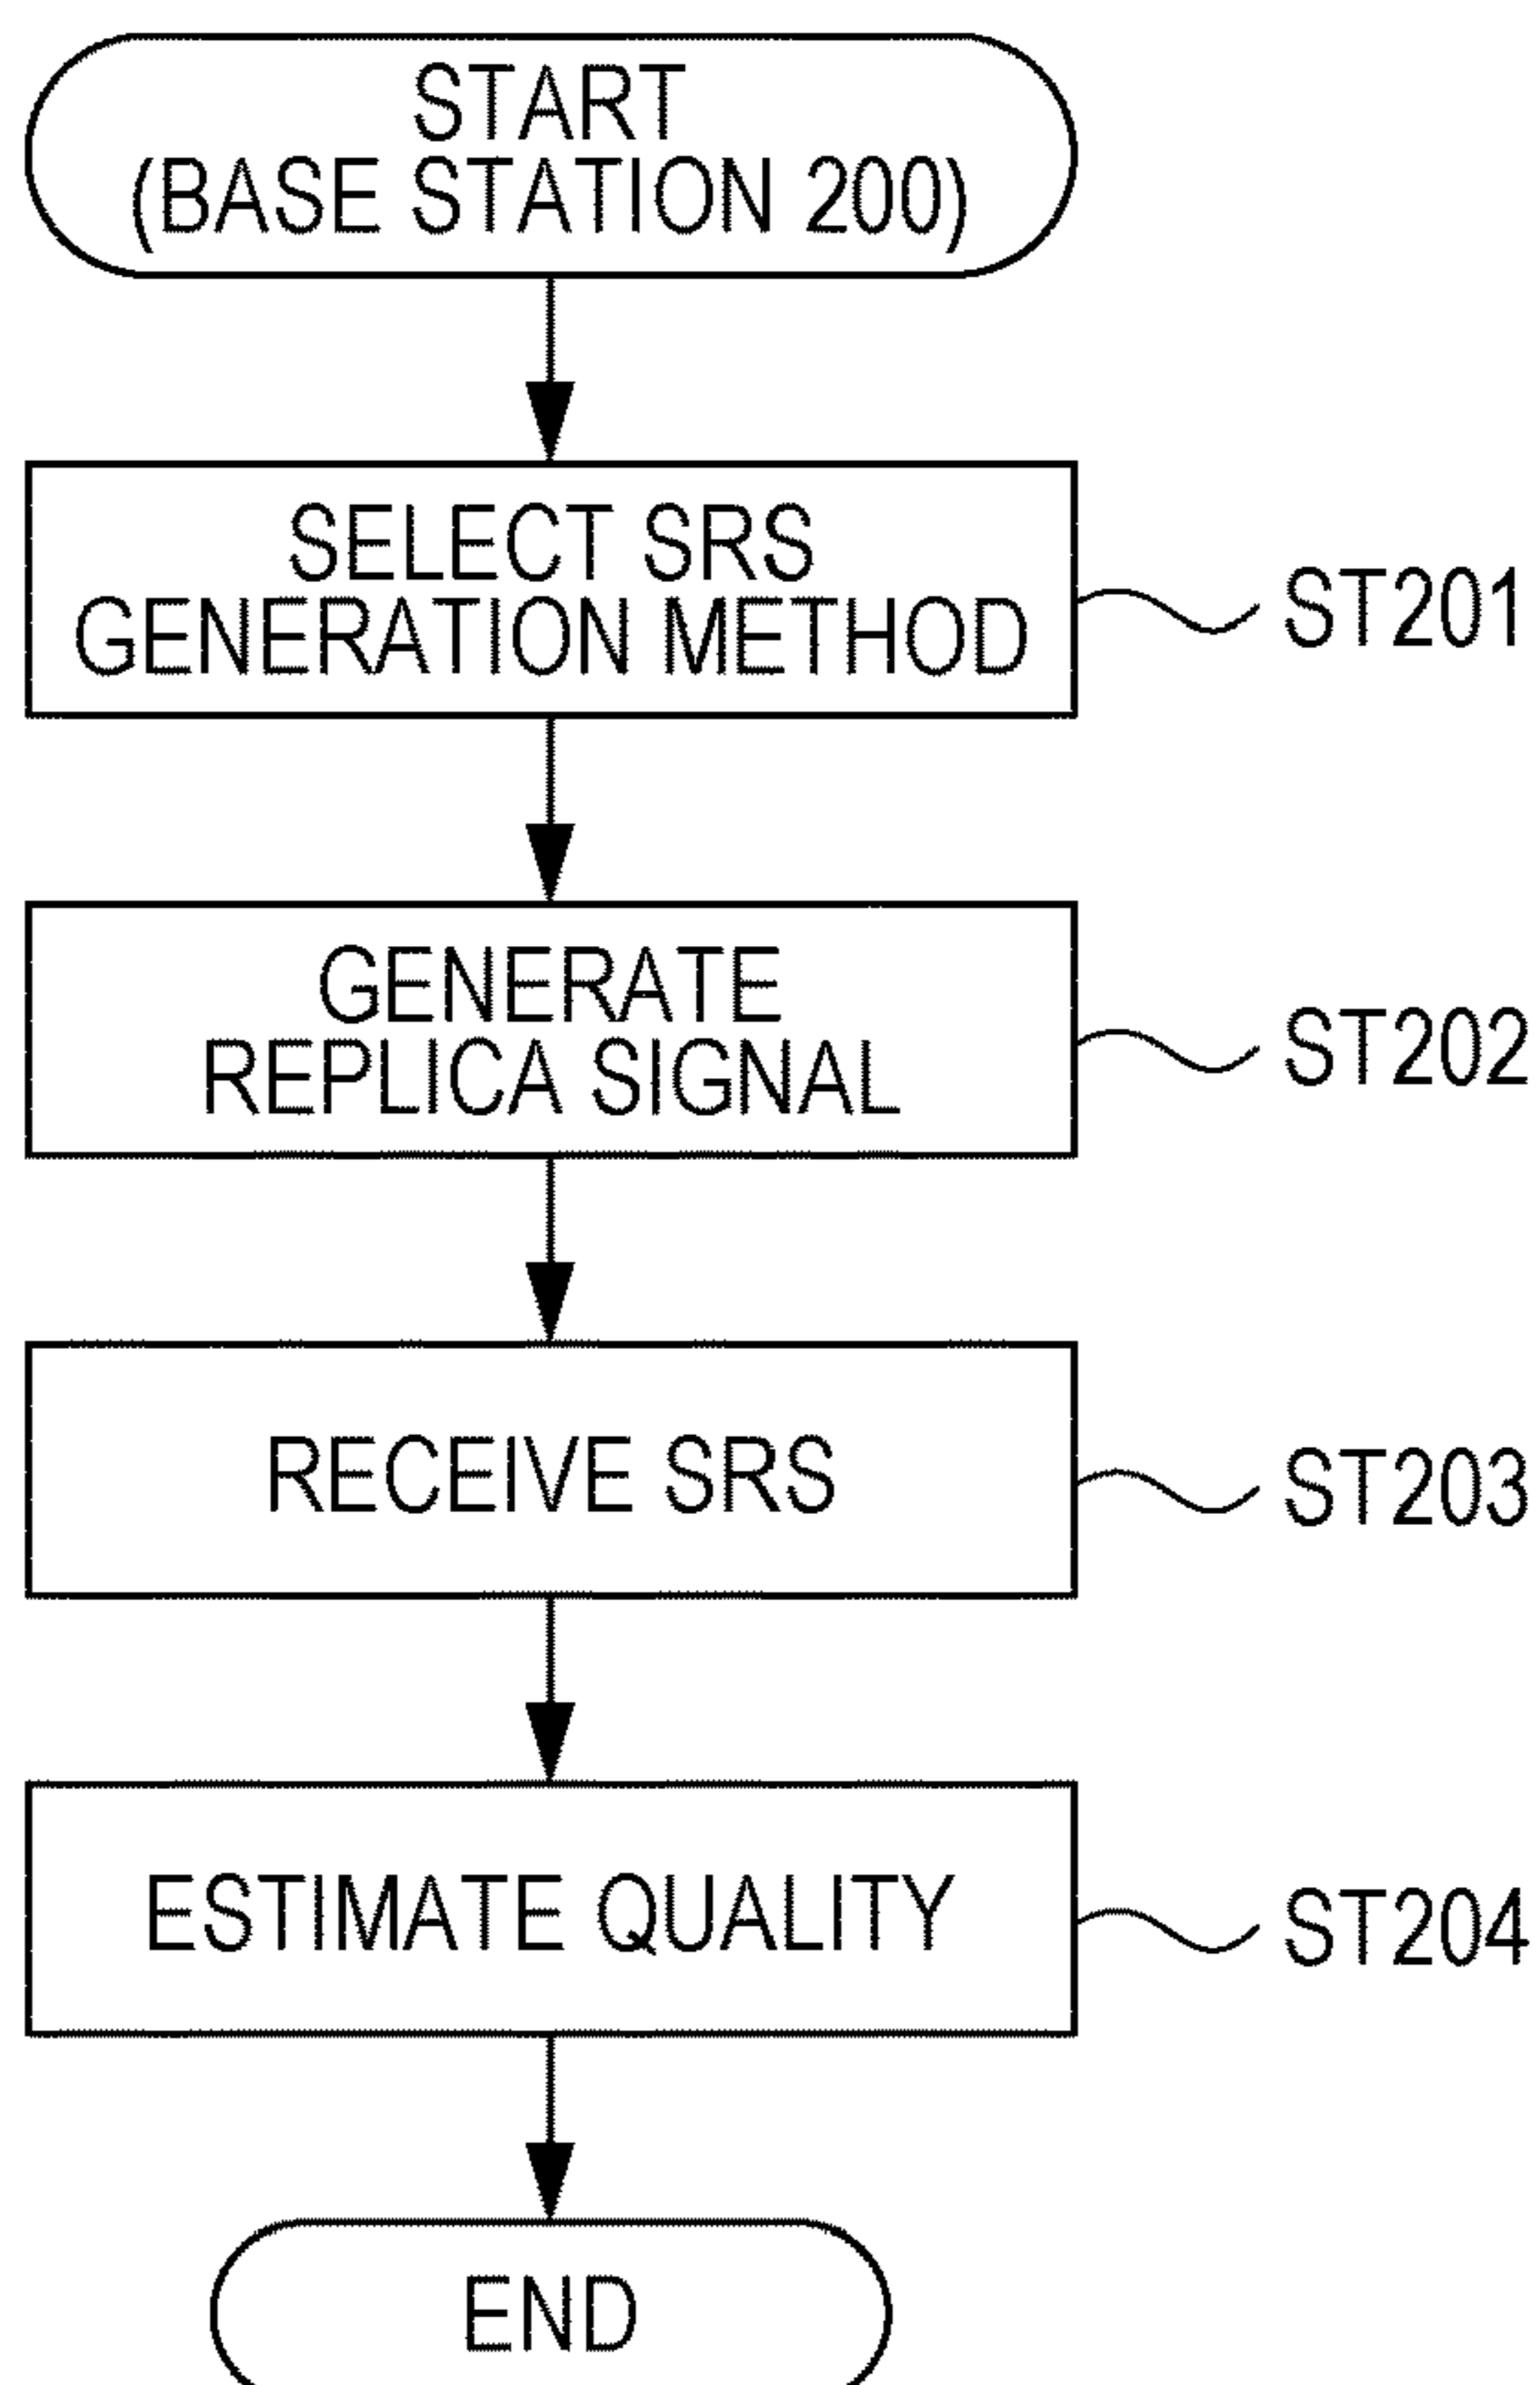 START
(BASE STATION 200)
SELECT SRS
GENERATION METHOD
ST201
GENERATE
REPLICA SIGNAL
ST202
RECEIVE SRS
ST203
ESTIMATE QUALITY
ST204
END